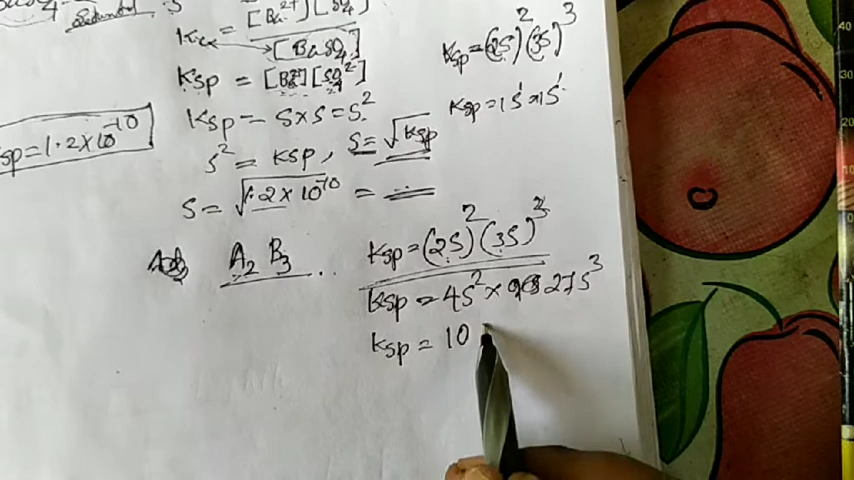 [Ba²⁺][SO₄
[BaSO₄]
Ksp = [Ba²⁺][SO₄²⁻]
Ksp = S×S = S²
S² = Ksp, S = √Ksp
S = √1.2×10⁻¹⁰ =
Ksp = 1.2×10⁻¹⁰
Ksp = (2S)² (3S)³
Ksp = 1S¹×1S¹
A₂ B₃ ..
Ksp = (2S)² (3S)³
Ksp = 4S² × 27S³
Ksp = 10